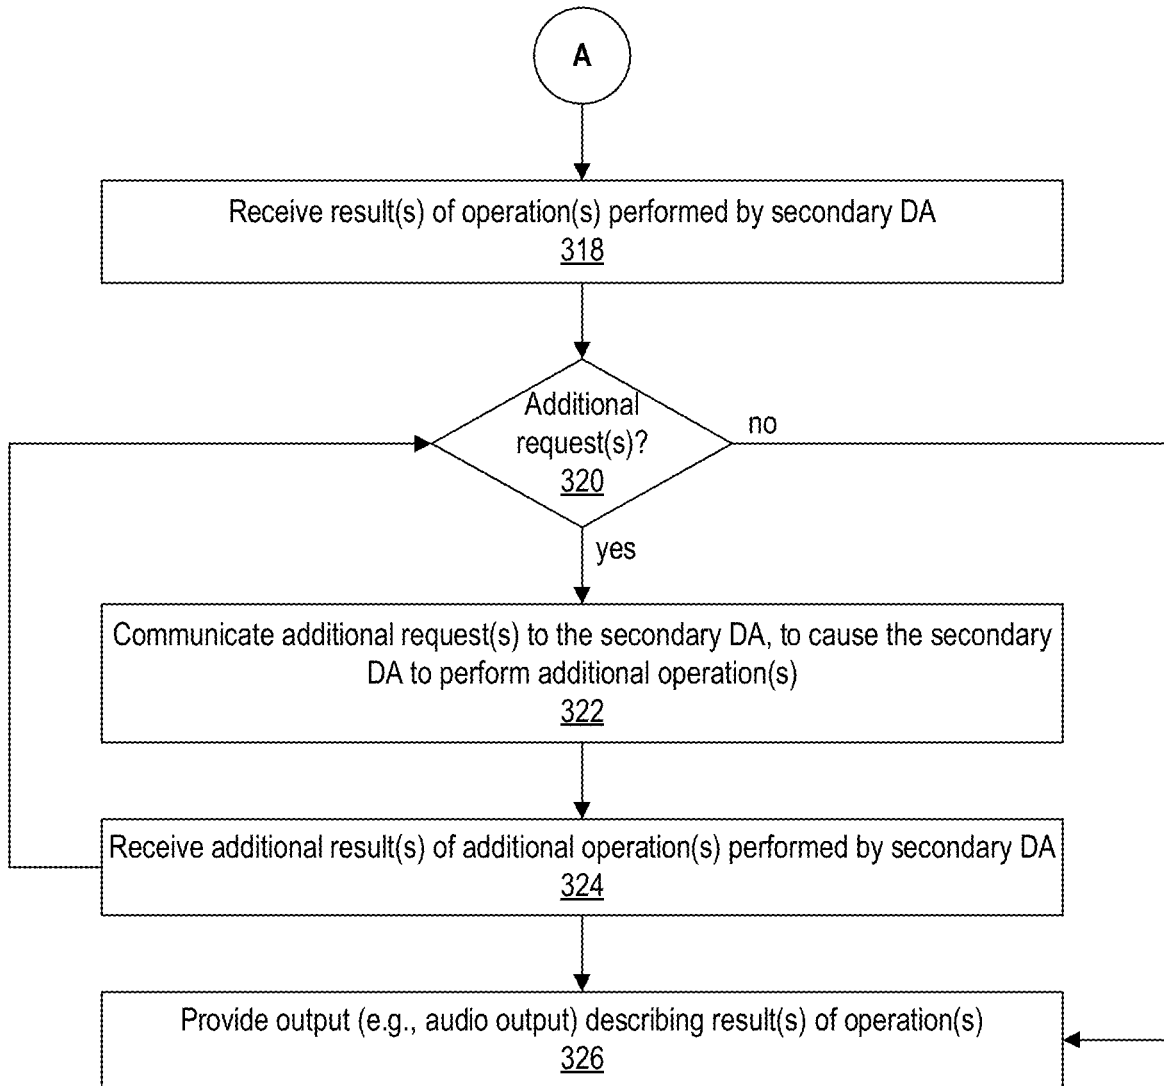 A
Receive result(s) of operation(s) performed by secondary DA
318
Additional
request(s)?
320
no
yes
Communicate additional request(s) to the secondary DA, to cause the secondary
DA to perform additional operation(s)
322
Receive additional result(s) of additional operation(s) performed by secondary DA
324
Provide output (e.g., audio output) describing result(s) of operation(s)
326